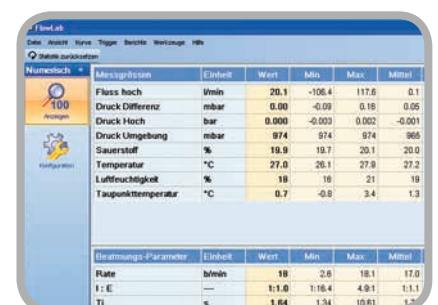 FlowLab
Datei Ansicht Kurve Trigger Berichte Werkzeuge Hilfe
Statistik zurücksetzen
Numerisch
100
Anzeigen
Konfiguration
Messgrössen Einheit Wert Min Max Mittel
Fluss hoch l/min 20.1 -106.4 117.6 0.1
Druck Differenz mbar 0.00 -0.09 0.16 0.05
Druck Hoch bar 0.000 -0.003 0.002 -0.001
Druck Umgebung mbar 974 974 974 965
Sauerstoff % 19.9 19.7 20.1 20.0
Temperatur °C 27.0 26.1 27.9 27.2
Luftfeuchtigkeit % 18 16 21 19
Taupunkttemperatur °C 0.7 -0.8 3.4 1.3
Beatmungs-Parameter Einheit Wert Min Max Mittel
Rate b/min 18 2.6 18.1 17.0
I : E --- 1:1.0 1:16.4 4.9:1 1:1.1
Ti s 1.64 1.34 10.61